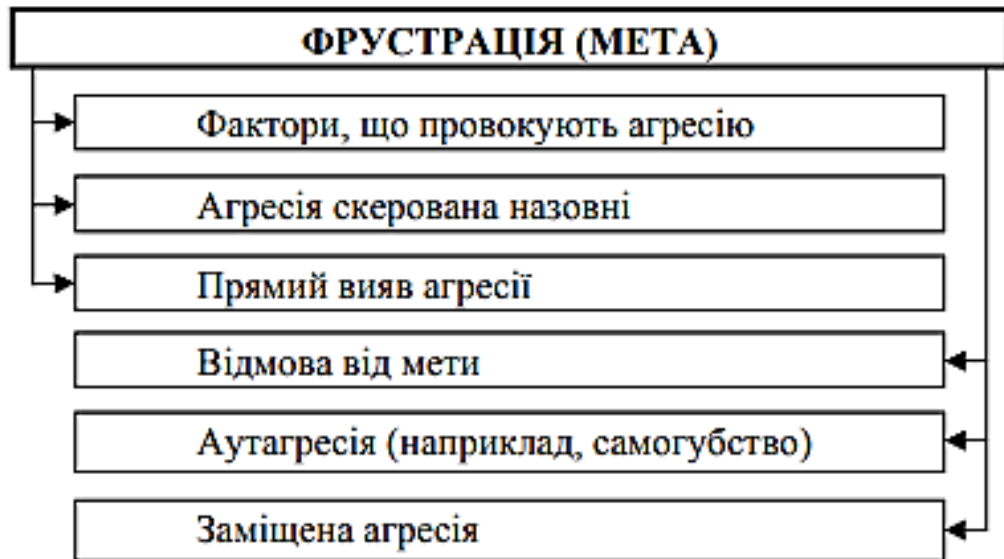 ФРУСТРАЦІЯ (МЕТА)
Фактори, що провокують агресію
Агресія скерована назовні
Прямий вияв агресії
Відмова від мети
Аутагресія (наприклад, самогубство)
Заміщена агресія